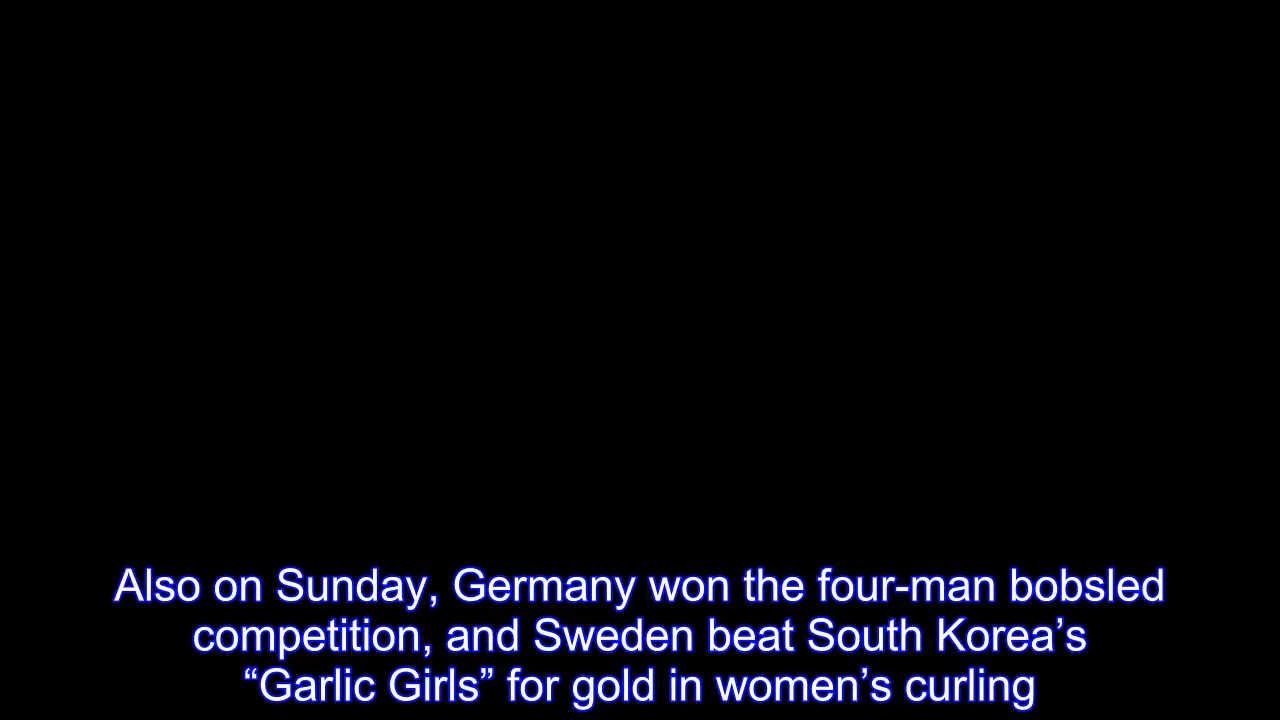 Also on Sunday, Germany won the four-man bobsled
competition, and Sweden beat South Korea’s
“Garlic Girls” for gold in women’s curling